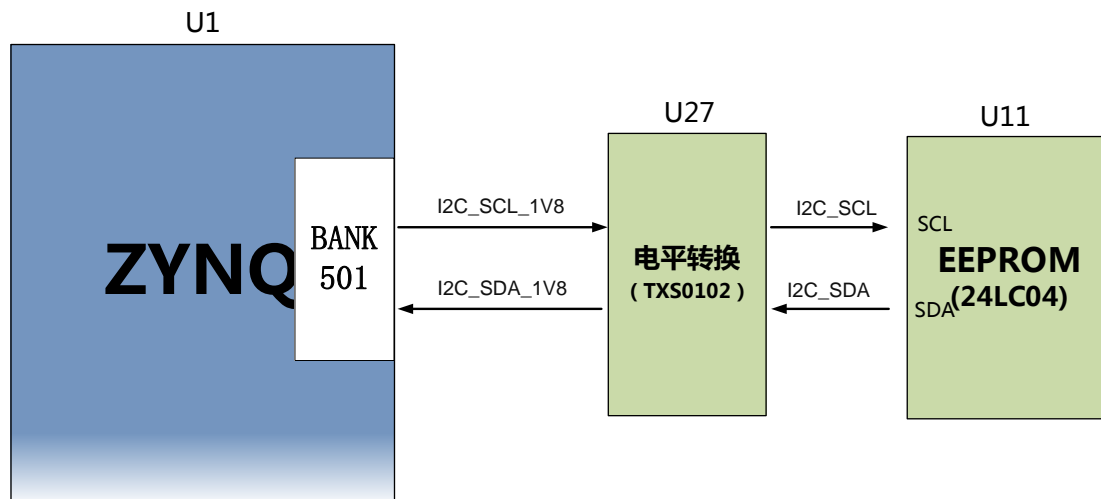 U1
ZYNQ
BANK
501
I2C_SCL_1V8
I2C_SDA_1V8
U27
电平转换
（TXS0102）
I2C_SCL
I2C_SDA
U11
SCL
EEPROM
(24LC04)
SDA